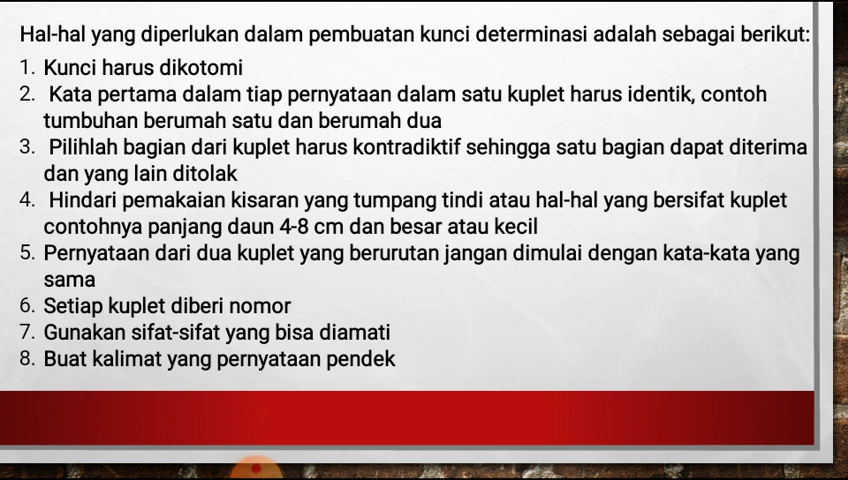 Hal-hal yang diperlukan dalam pembuatan kunci determinasi adalah sebagai berikut:
1. Kunci harus dikotomi
2. Kata pertama dalam tiap pernyataan dalam satu kuplet harus identik, contoh
tumbuhan berumah satu dan berumah dua
3. Pilihlah bagian dari kuplet harus kontradiktif sehingga satu bagian dapat diterima
dan yang lain ditolak
4. Hindari pemakaian kisaran yang tumpang tindi atau hal-hal yang bersifat kuplet
contohnya panjang daun 4-8 cm dan besar atau kecil
5. Pernyataan dari dua kuplet yang berurutan jangan dimulai dengan kata-kata yang
sama
6. Setiap kuplet diberi nomor
7. Gunakan sifat-sifat yang bisa diamati
8. Buat kalimat yang pernyataan pendek